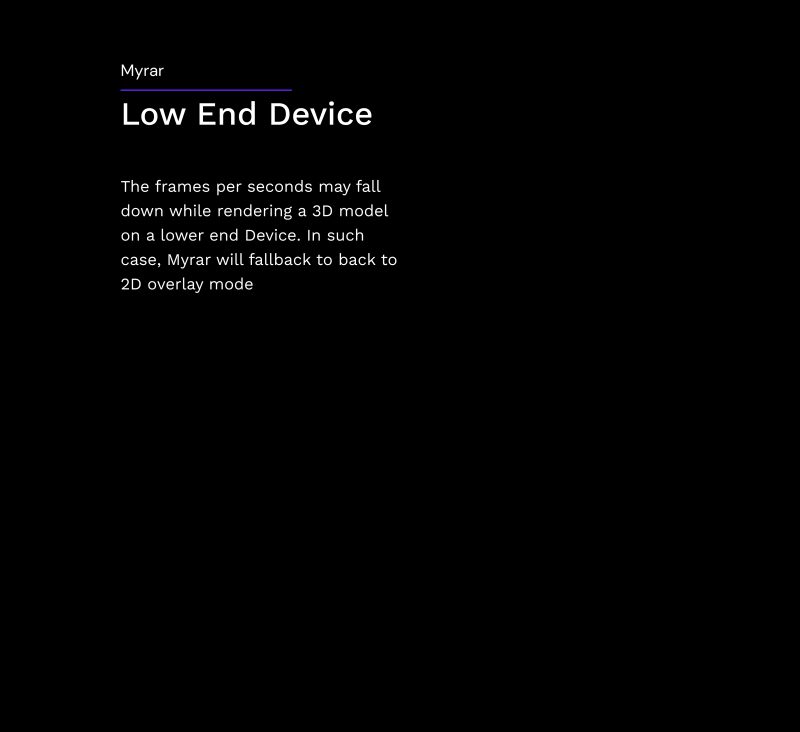 Myrar
Low End Device
The frames per seconds may fall
down while rendering a 3D model
on a lower end Device. In such
case, Myrar will fallback to back to
2D overlay mode